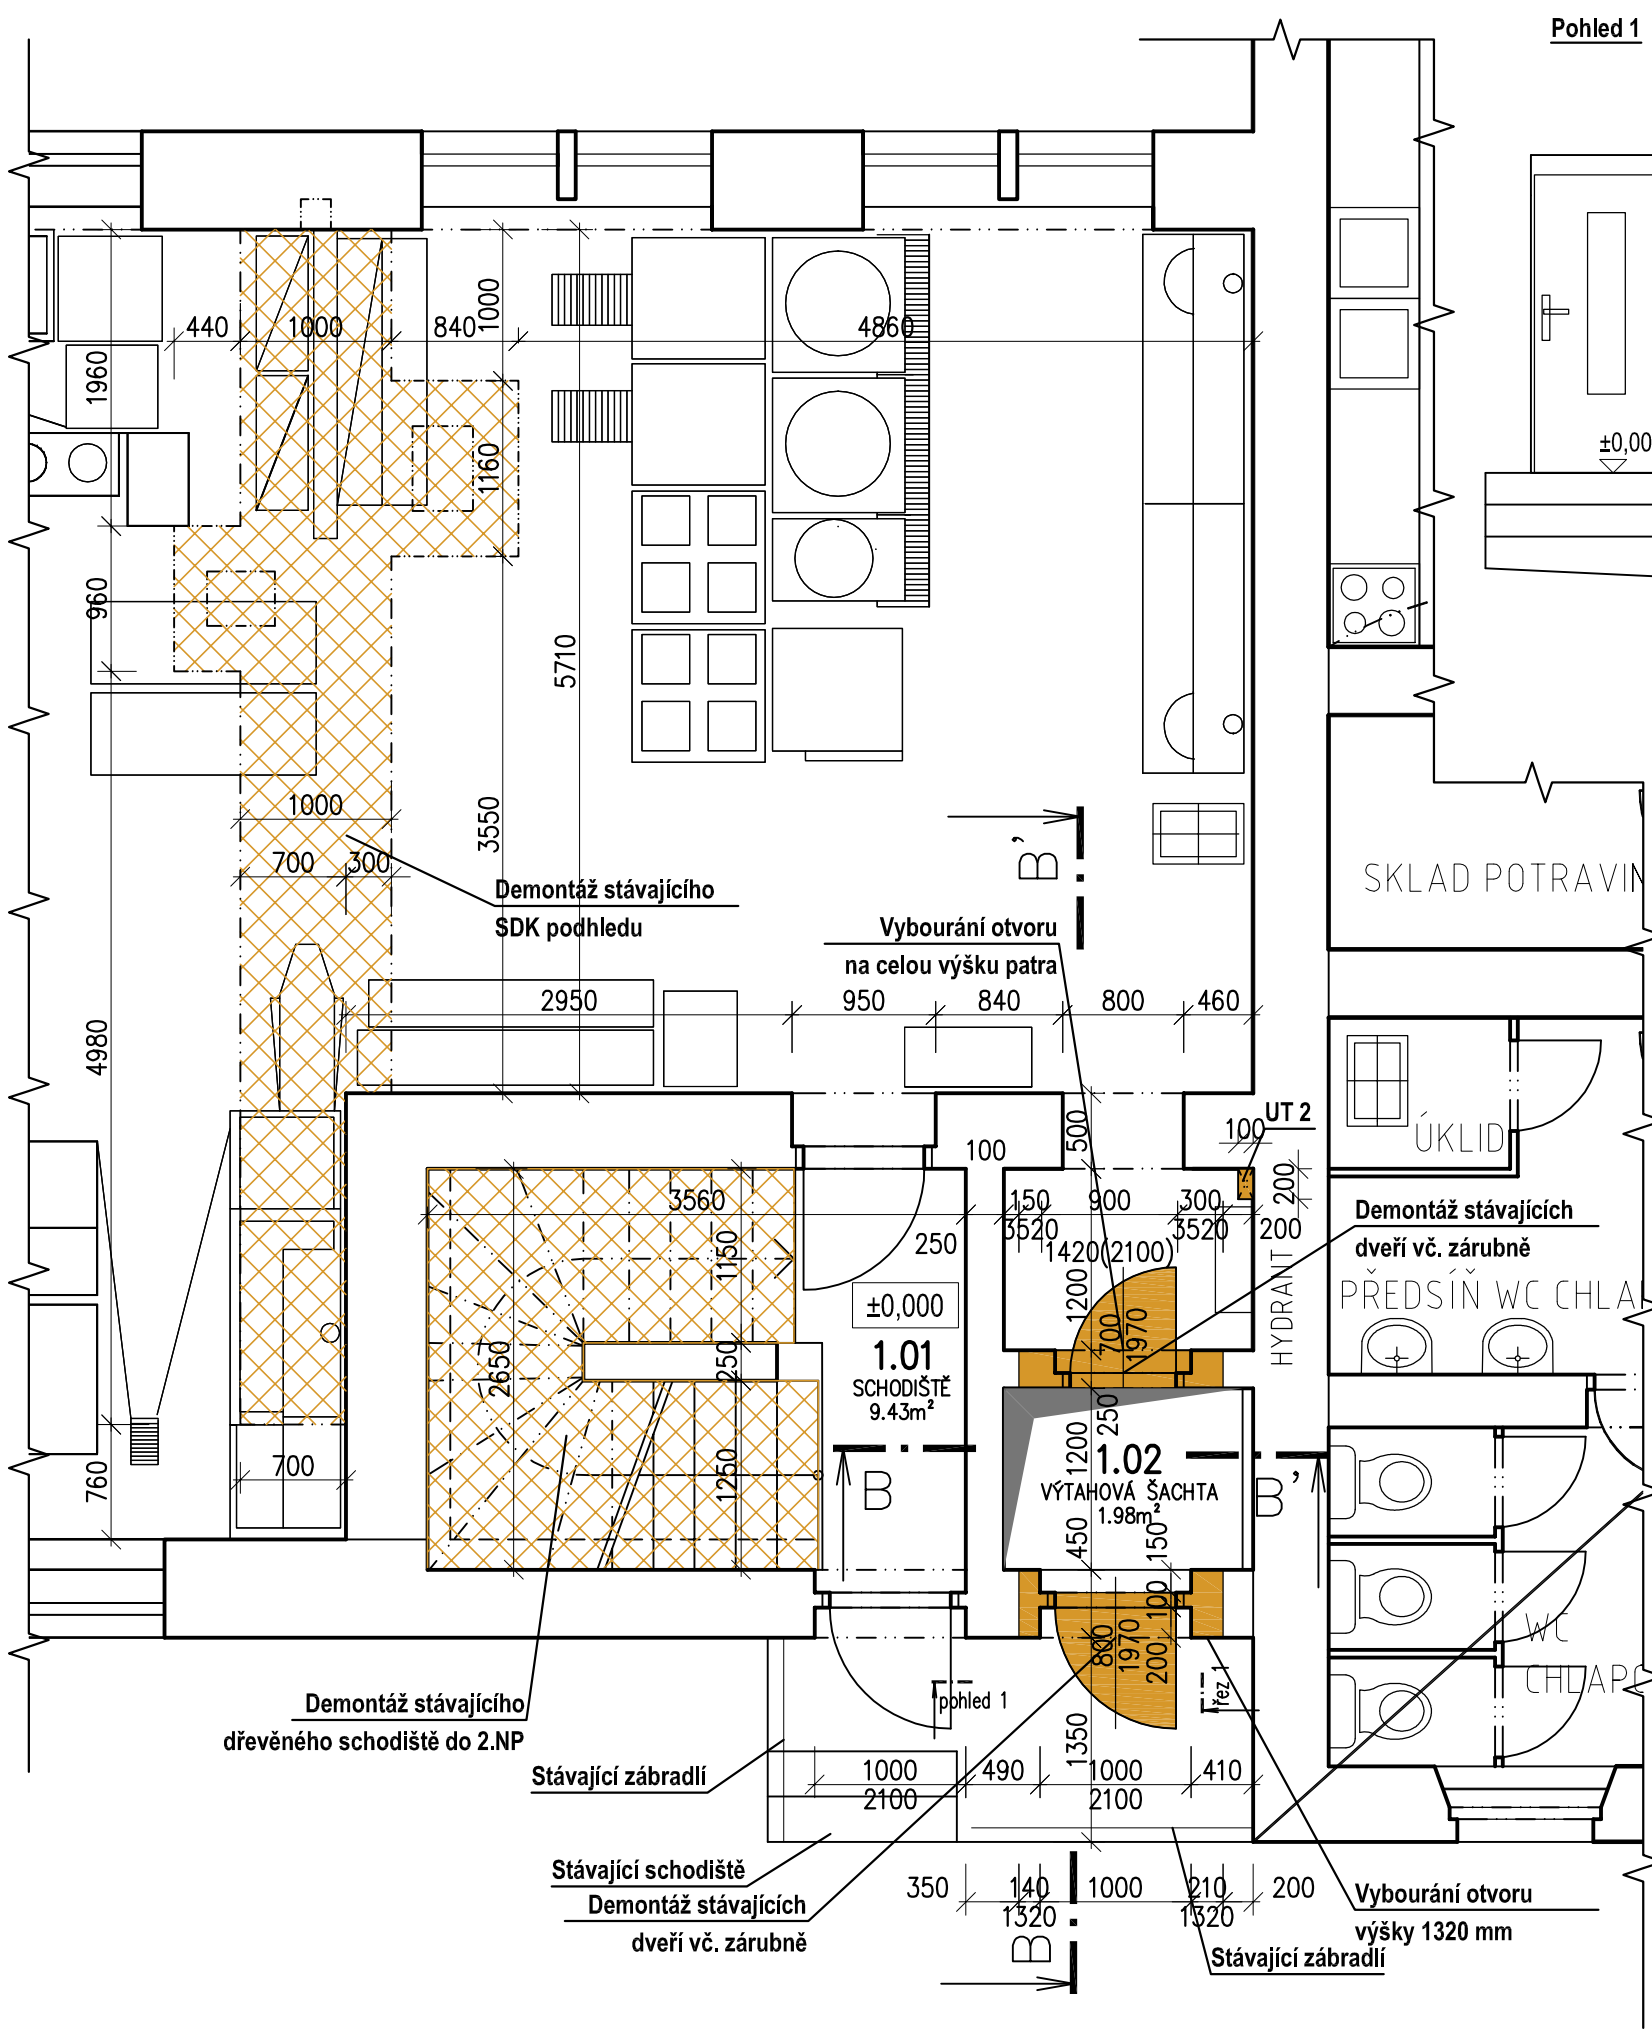 Pohled 1
440
1000
840
1000
4860
1960
±0,00
1160
960
5710
1000
3550
700
300
Demontáž stávajícího
SDK podhledu
B'
SKLAD POTRAVIN
Vybourání otvoru
na celou výšku patra
2950
950
840
800
460
4980
500
100
UT 2
100
ÚKLID
200
3560
150
900
300
3520
3520
200
250
1420(2100)
1150
Demontáž stávajících
dveří vč. zárubně
HYDRANT
1200
±0,000
PŘEDSÍŇ WC CHLA
700
1970
2650
250
1.01
SCHODIŠTĚ
9.43m²
250
1200
1.02
VÝTAHOVÁ ŠACHTA
1.98m²
1250
700
760
B
B'
450
150
100
800
1970
200
WC
CHLAPC
pohled 1
řez 1
Demontáž stávajícího
dřevěného schodiště do 2.NP
1350
Stávající zábradlí
1000
490
1000
410
2100
2100
Stávající schodiště
350
140
1000
210
200
1320
1320
Demontáž stávajících
dveří vč. zárubně
B
Vybourání otvoru
výšky 1320 mm
Stávající zábradlí